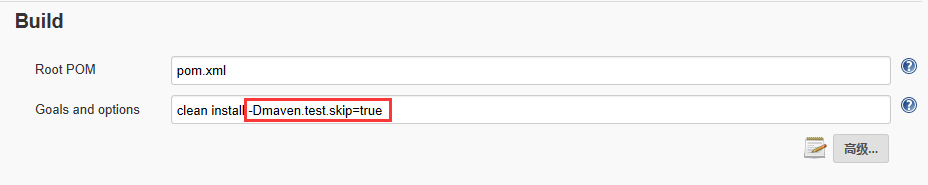 Build
Root POM
pom.xml
Goals and options
clean install -Dmaven.test.skip=true
高级...